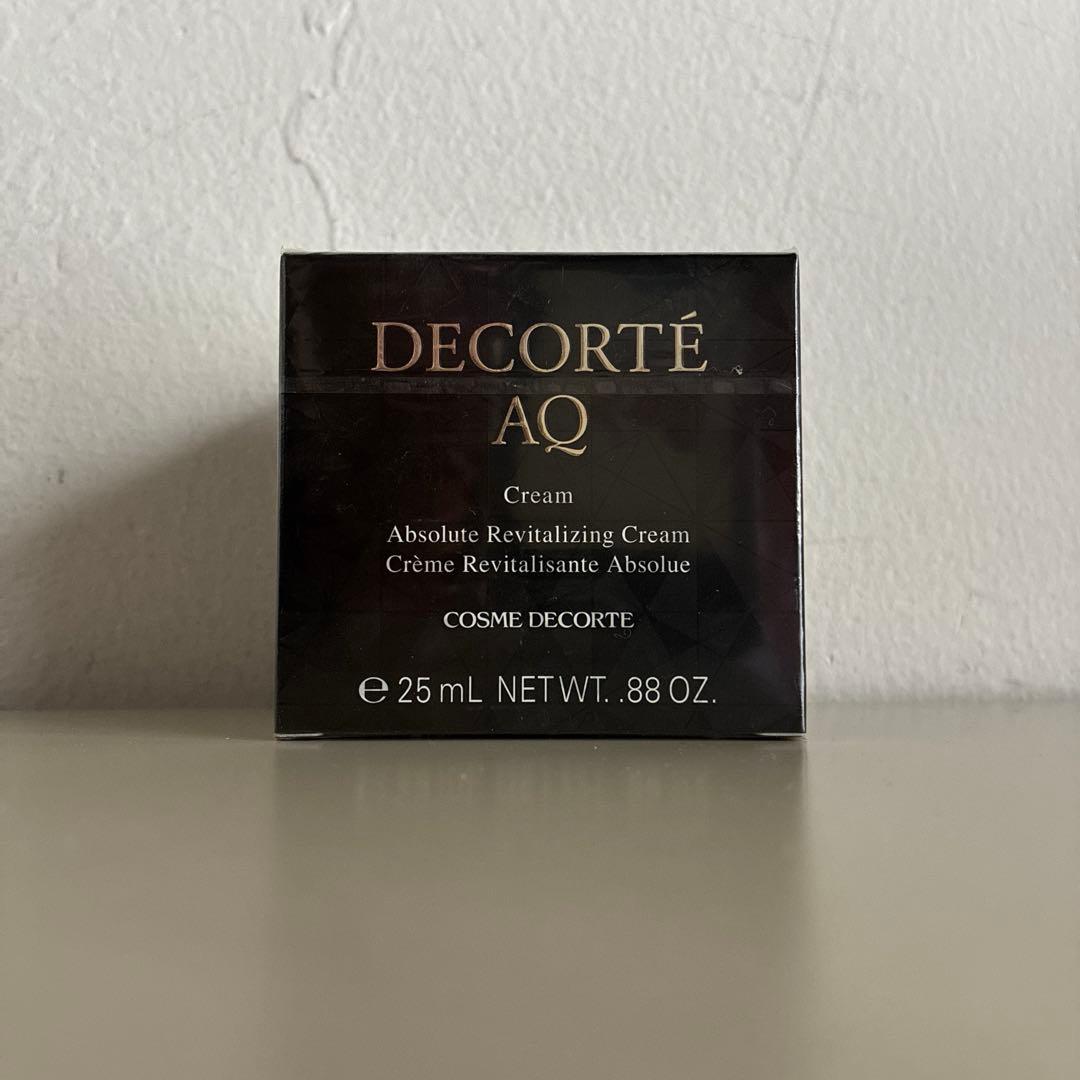 DECORTÉ
AQ
Cream
Absolute Revitalizing Cream
Crème Revitalisante Absolue
COSME DECORTE
℮ 25 mL NET WT. .88 OZ.